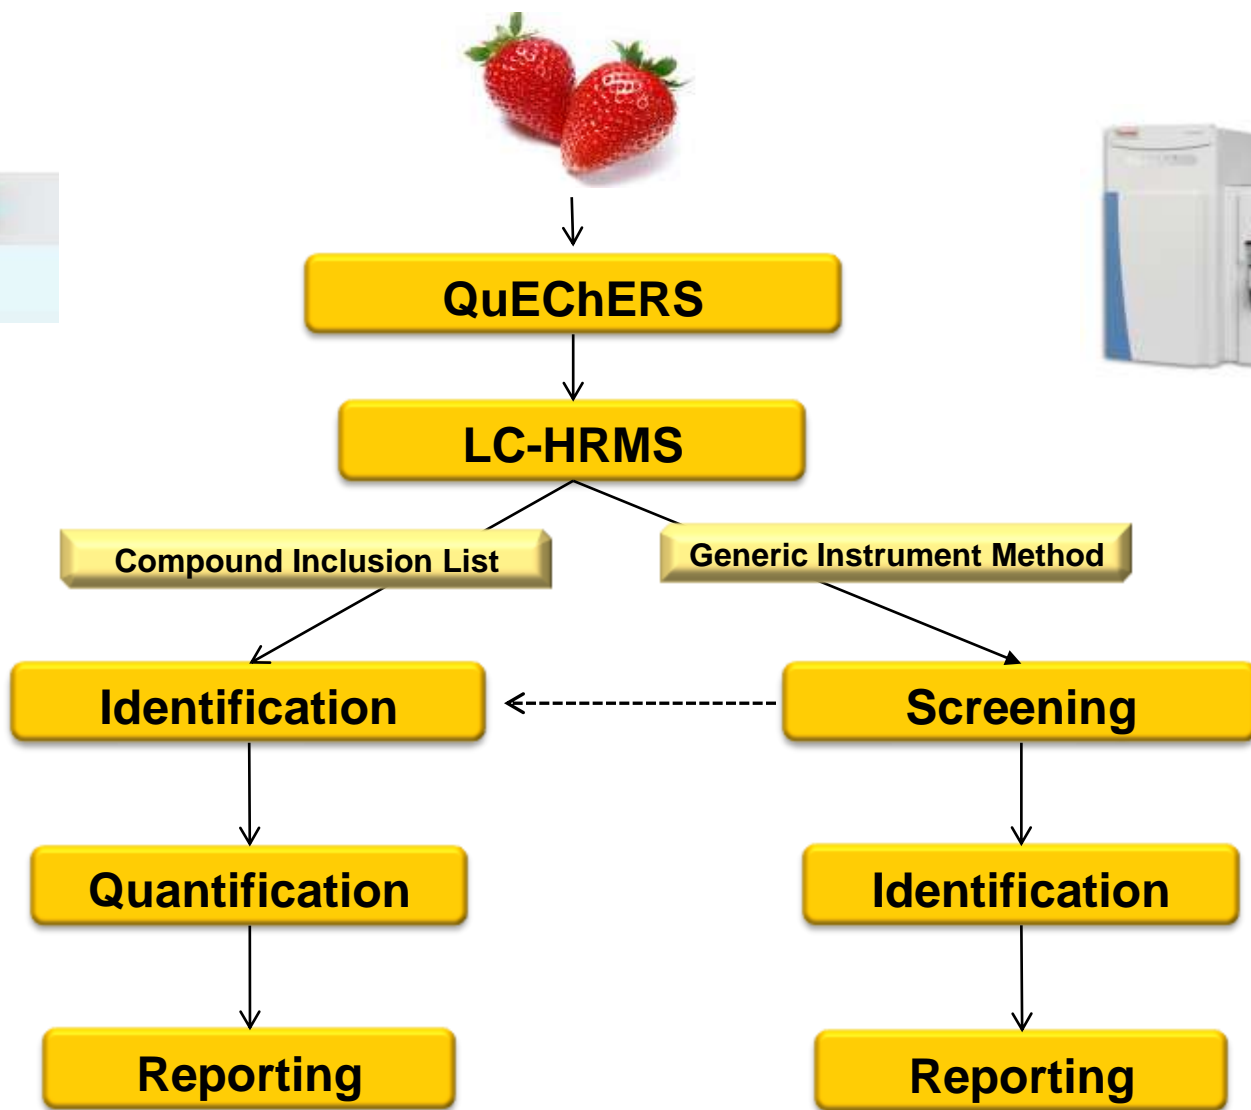 QuEChERS
LC-HRMS
Compound Inclusion List
Generic Instrument Method
Identification
Screening
Quantification
Identification
Reporting
Reporting